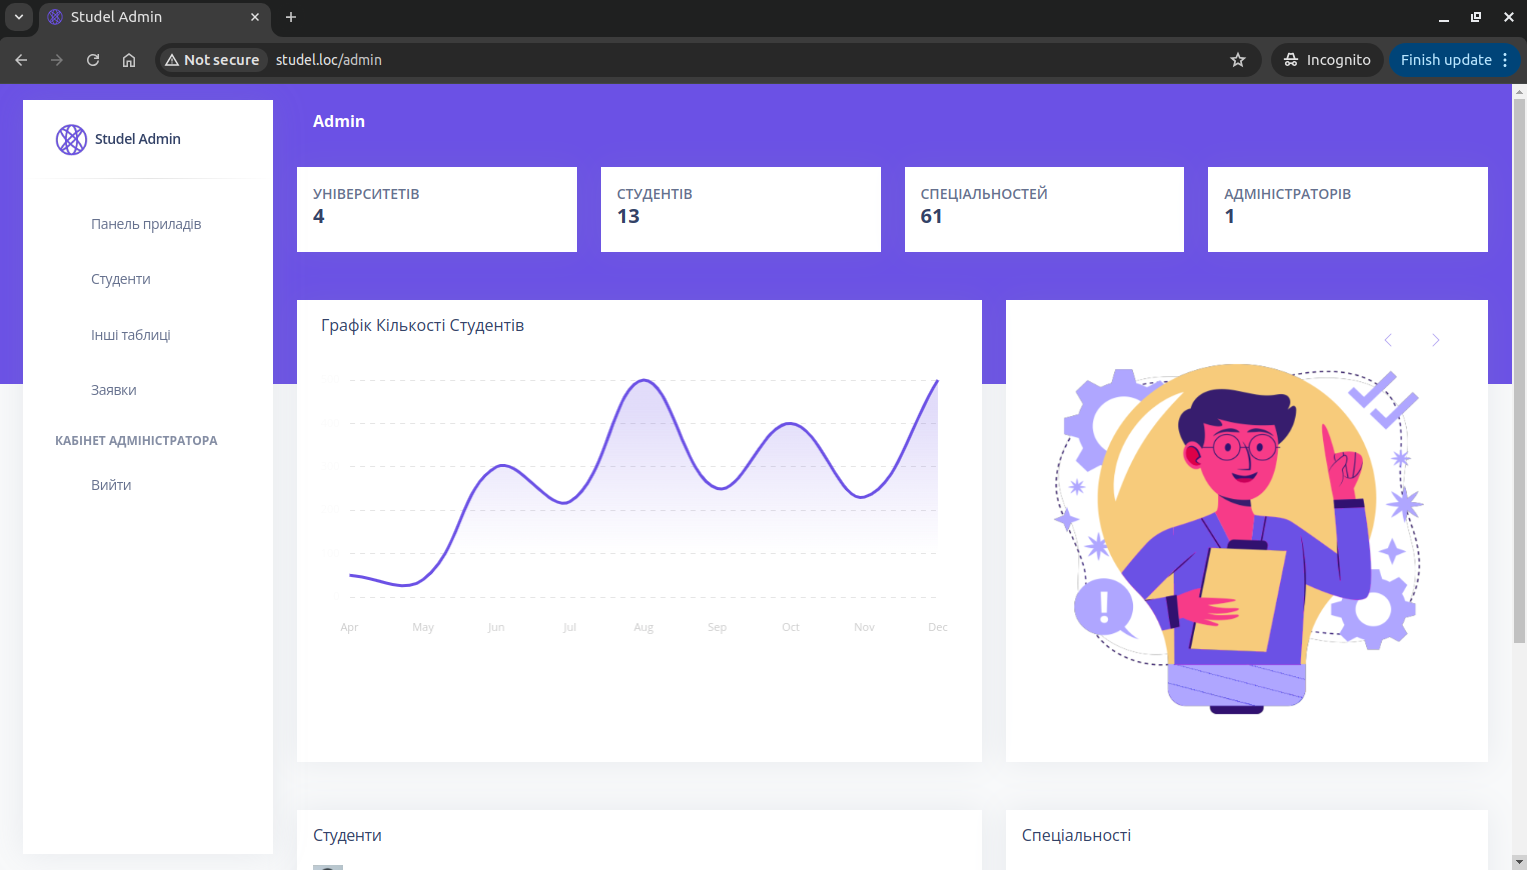 Studel Admin
Not secure
studel.loc/admin
Incognito
Finish update
Studel Admin
Панель приладів
Студенти
Інші таблиці
Заявки
КАБІНЕТ АДМІНІСТРАТОРА
Вийти
Admin
УНІВЕРСИТЕТІВ
4
СТУДЕНТІВ
13
СПЕЦІАЛЬНОСТЕЙ
61
АДМІНІСТРАТОРІВ
1
Графік Кількості Студентів
Apr May Jun Jul Aug Sep Oct Nov Dec
!
Студенти
Спеціальності